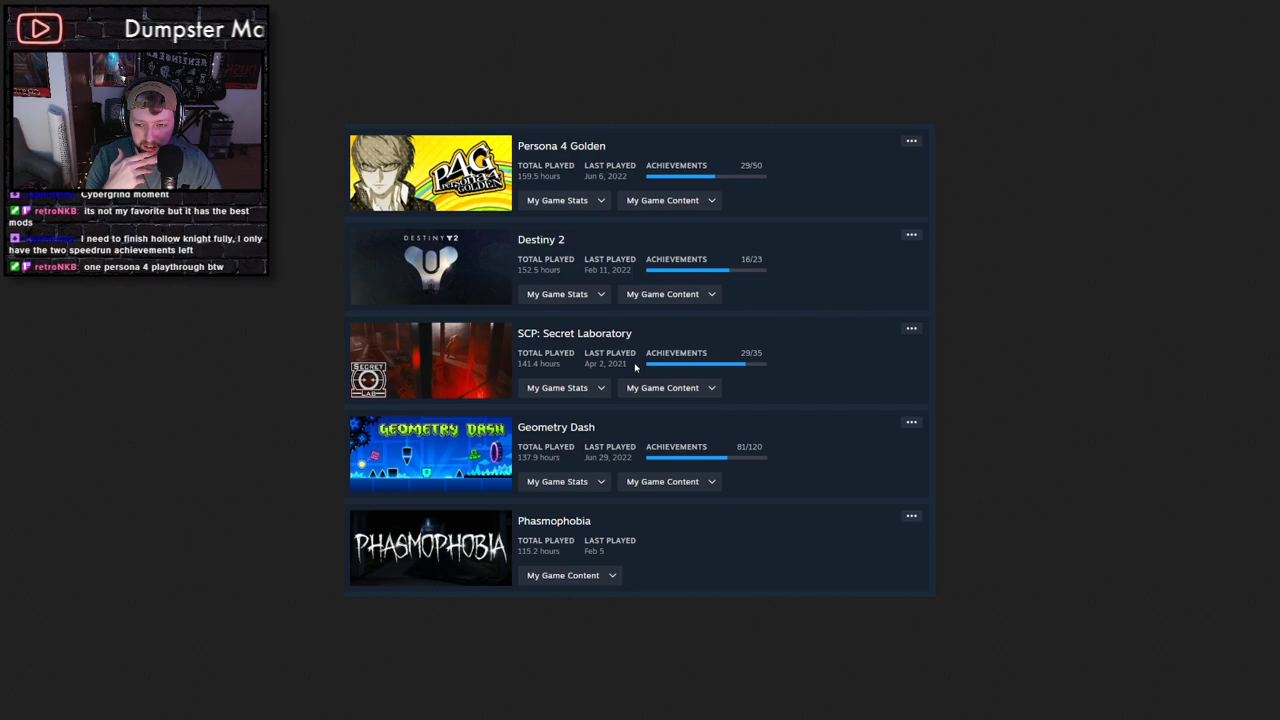 Dumpster Ma
Cybergrind moment
retroNKB: its not my favorite but it has the best
mods
I need to finish hollow knight fully, I only
have the two speedrun achievements left
retroNKB: one persona 4 playthrough btw
P4G
Persona4
GOLDEN
Persona 4 Golden
TOTAL PLAYED LAST PLAYED ACHIEVEMENTS 29/50
159.5 hours Jun 6, 2022
My Game Stats My Game Content
DESTINY 2
Destiny 2
TOTAL PLAYED LAST PLAYED ACHIEVEMENTS 16/23
152.5 hours Feb 11, 2022
My Game Stats My Game Content
SECRET
LAB
SCP: Secret Laboratory
TOTAL PLAYED LAST PLAYED ACHIEVEMENTS 29/35
141.4 hours Apr 2, 2021
My Game Stats My Game Content
GEOMETRY DASH
Geometry Dash
TOTAL PLAYED LAST PLAYED ACHIEVEMENTS 81/120
137.9 hours Jun 29, 2022
My Game Stats My Game Content
PHASMOPHOBIA
Phasmophobia
TOTAL PLAYED LAST PLAYED
115.2 hours Feb 5
My Game Content